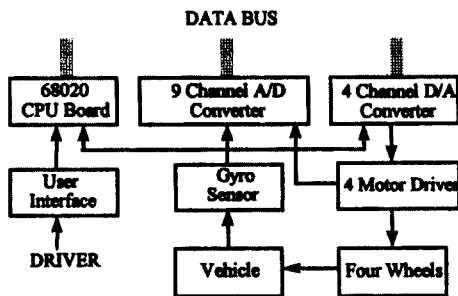 DATA BUS
68020
CPU Board
9 Channel A/D
Converter
4 Channel D/A
Converter
User
Interface
Gyro
Sensor
4 Motor Driver
DRIVER
Vehicle
Four Wheels